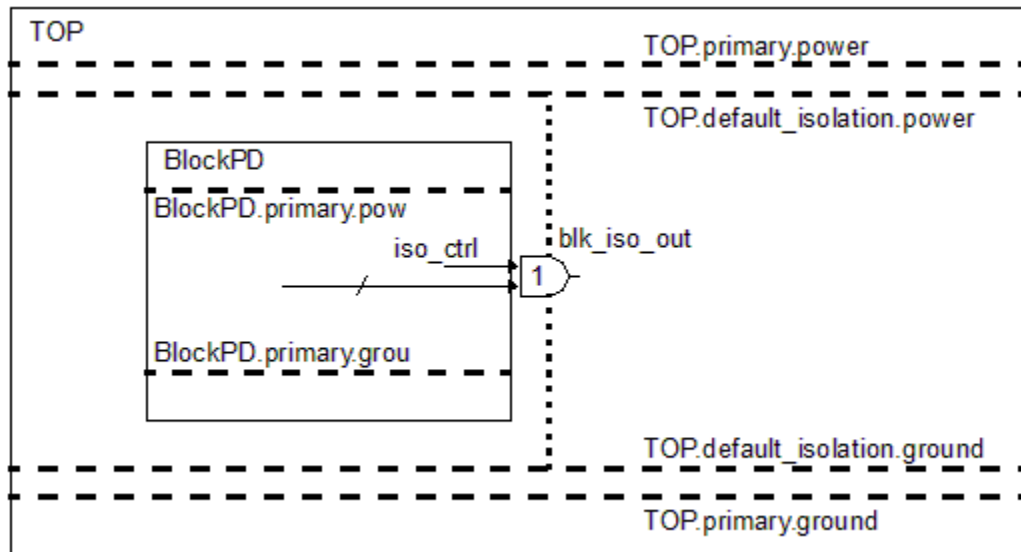 TOP
TOP.primary.power
TOP.default_isolation.power
BlockPD
BlockPD.primary.pow
iso_ctrl
blk_iso_out
1
BlockPD.primary.grou
TOP.default_isolation.ground
TOP.primary.ground